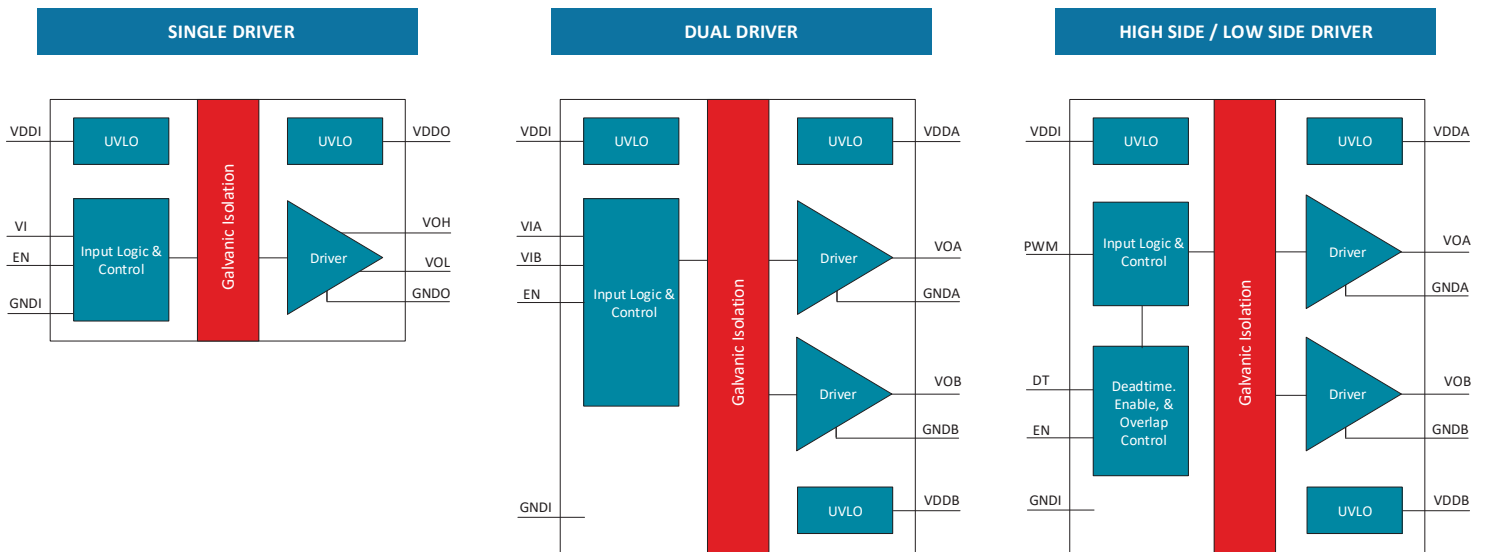 SINGLE DRIVER
VDDI
UVLO
UVLO
VDDO
VI
EN
GNDI
Input Logic &
Control
Galvanic Isolation
Driver
VOH
VOL
GNDO
DUAL DRIVER
VDDI
UVLO
UVLO
VDDA
VIA
VIB
EN
Input Logic &
Control
Galvanic Isolation
Driver
VOA
GNDA
Driver
VOB
GNDB
GNDI
UVLO
VDDB
HIGH SIDE / LOW SIDE DRIVER
VDDI
UVLO
UVLO
VDDA
PWM
Input Logic &
Control
Galvanic Isolation
Driver
VOA
GNDA
DT
EN
Deadtime.
Enable, &
Overlap
Control
Driver
VOB
GNDB
GNDI
UVLO
VDDB